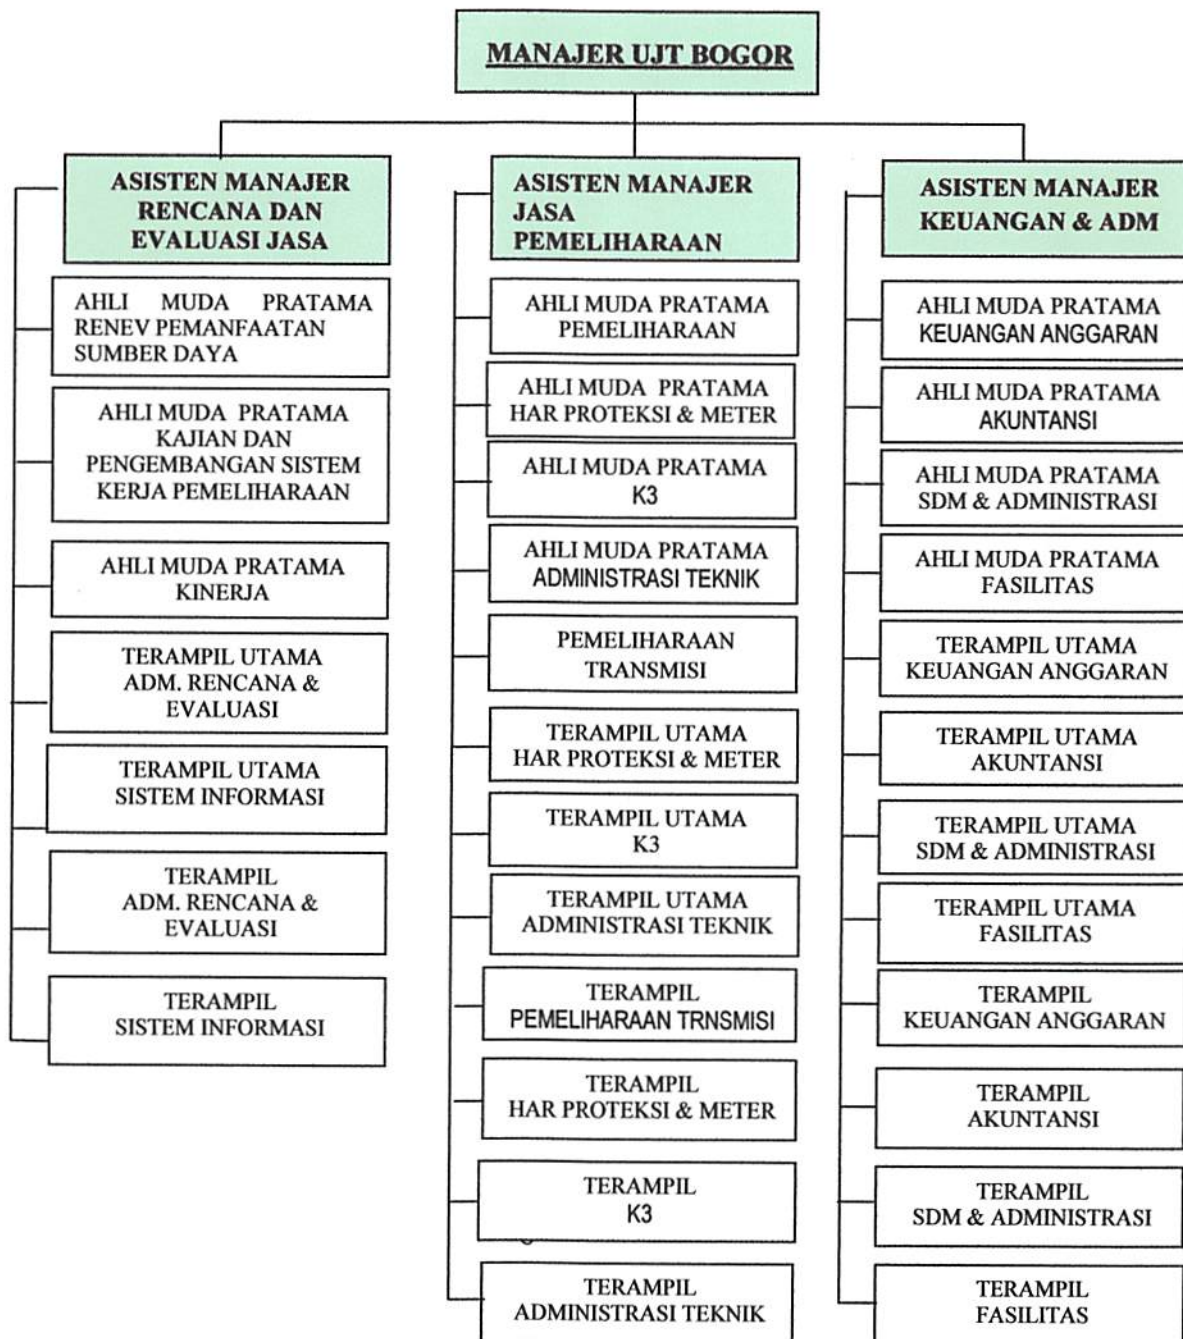 MANAJER UJT BOGOR
ASISTEN MANAJER
RENCANA DAN
EVALUASI JASA
AHLI MUDA PRATAMA
RENEV PEMANFAATAN
SUMBER DAYA
AHLI MUDA PRATAMA
KAJIAN DAN
PENGEMBANGAN SISTEM
KERJA PEMELIHARAAN
AHLI MUDA PRATAMA
KINERJA
TERAMPIL UTAMA
ADM. RENCANA &
EVALUASI
TERAMPIL UTAMA
SISTEM INFORMASI
TERAMPIL
ADM. RENCANA &
EVALUASI
TERAMPIL
SISTEM INFORMASI
ASISTEN MANAJER
JASA
PEMELIHARAAN
AHLI MUDA PRATAMA
PEMELIHARAAN
AHLI MUDA PRATAMA
HAR PROTEKSI & METER
AHLI MUDA PRATAMA
K3
AHLI MUDA PRATAMA
ADMINISTRASI TEKNIK
PEMELIHARAAN
TRANSMISI
TERAMPIL UTAMA
HAR PROTEKSI & METER
TERAMPIL UTAMA
K3
TERAMPIL UTAMA
ADMINISTRASI TEKNIK
TERAMPIL
PEMELIHARAAN TRNSMISI
TERAMPIL
HAR PROTEKSI & METER
TERAMPIL
K3
TERAMPIL
ADMINISTRASI TEKNIK
ASISTEN MANAJER
KEUANGAN & ADM
AHLI MUDA PRATAMA
KEUANGAN ANGGARAN
AHLI MUDA PRATAMA
AKUNTANSI
AHLI MUDA PRATAMA
SDM & ADMINISTRASI
AHLI MUDA PRATAMA
FASILITAS
TERAMPIL UTAMA
KEUANGAN ANGGARAN
TERAMPIL UTAMA
AKUNTANSI
TERAMPIL UTAMA
SDM & ADMINISTRASI
TERAMPIL UTAMA
FASILITAS
TERAMPIL
KEUANGAN ANGGARAN
TERAMPIL
AKUNTANSI
TERAMPIL
SDM & ADMINISTRASI
TERAMPIL
FASILITAS